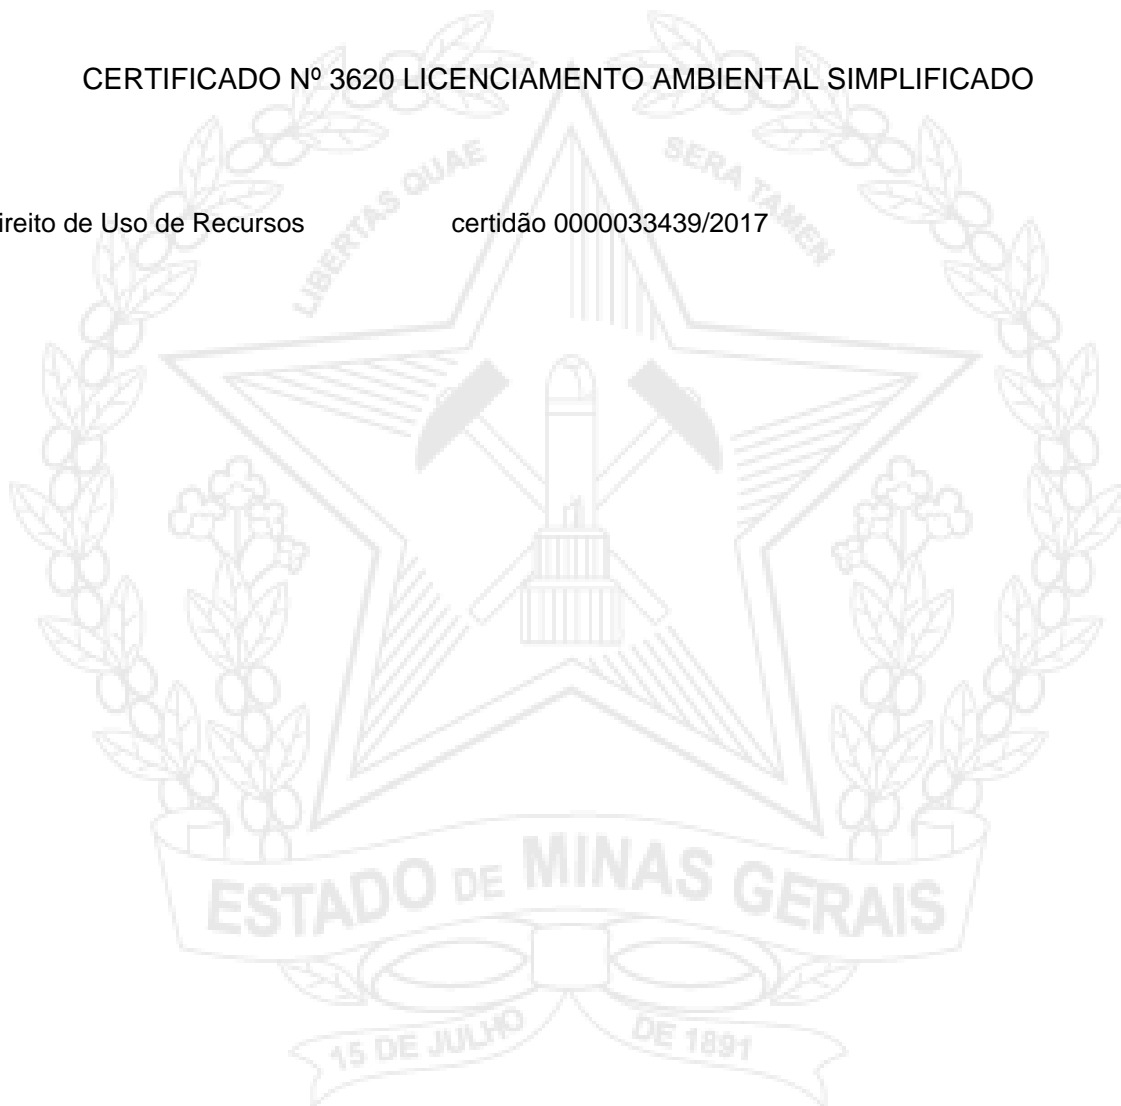 CERTIFICADO Nº 3620 LICENCIAMENTO AMBIENTAL SIMPLIFICADO
LIBERTAS QUAE SERA TAMEN
ireito de Uso de Recursos certidão 0000033439/2017
ESTADO DE MINAS GERAIS
15 DE JULHO DE 1891